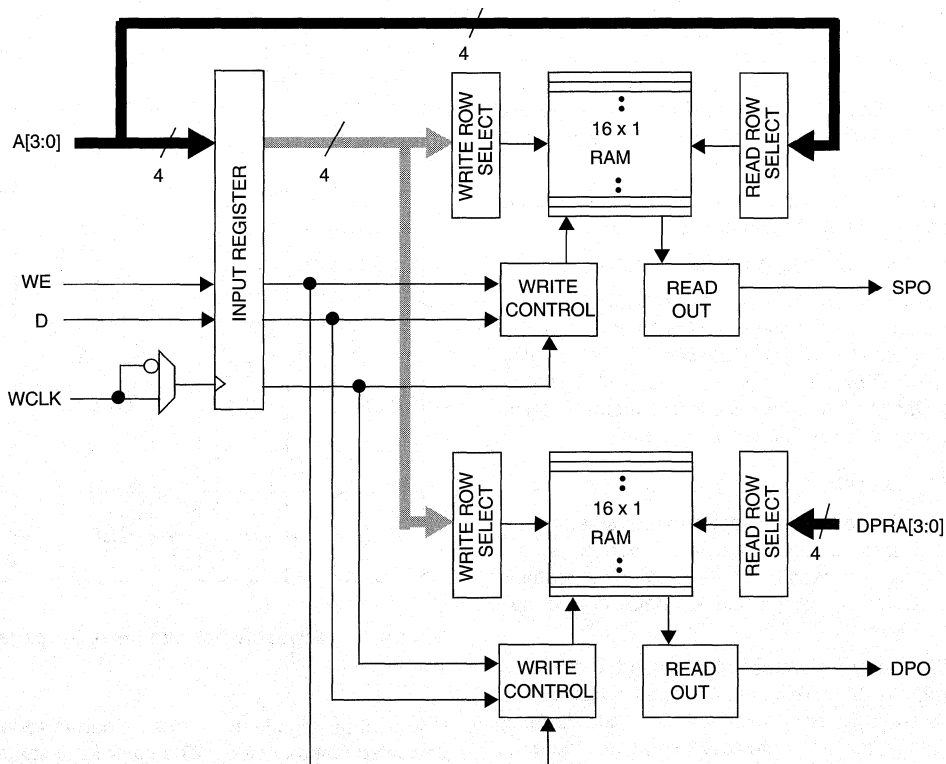 4
A[3:0]
4
INPUT REGISTER
4
WRITE ROW
SELECT
16 x 1
RAM
READ ROW
SELECT
WE
D
WCLK
WRITE
CONTROL
READ
OUT
SPO
WRITE ROW
SELECT
16 x 1
RAM
READ ROW
SELECT
4
DPRA[3:0]
WRITE
CONTROL
READ
OUT
DPO